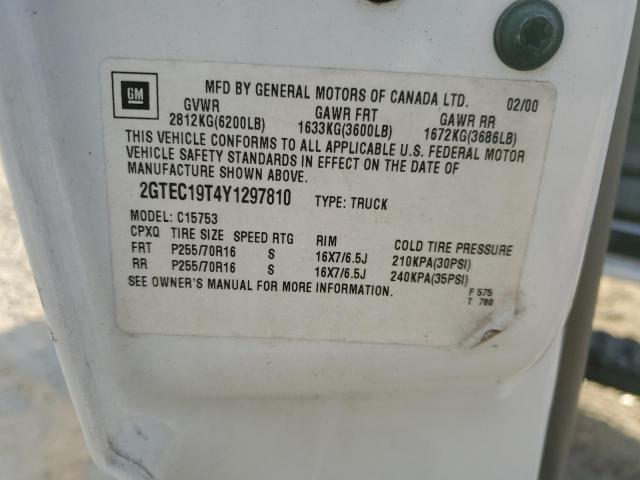 GM
MFD BY GENERAL MOTORS OF CANADA LTD. 02/00
GVWR GAWR FRT GAWR RR
2812KG(6200LB) 1633KG(3600LB) 1672KG(3686LB)
THIS VEHICLE CONFORMS TO ALL APPLICABLE U.S. FEDERAL MOTOR
VEHICLE SAFETY STANDARDS IN EFFECT ON THE DATE OF
MANUFACTURE SHOWN ABOVE.
2GTEC19T4Y1297810 TYPE: TRUCK
MODEL: C15753
CPXQ TIRE SIZE SPEED RTG RIM COLD TIRE PRESSURE
FRT P255/70R16 S 16X7/6.5J 210KPA(30PSI)
RR P255/70R16 S 16X7/6.5J 240KPA(35PSI)
SEE OWNER'S MANUAL FOR MORE INFORMATION.
F 575
T 780